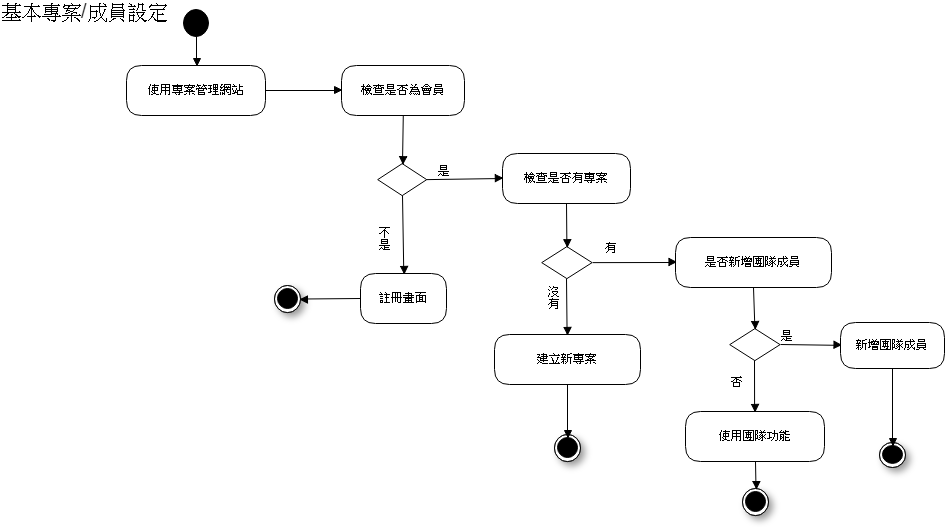 基本專案/成員設定
使用專案管理網站
檢查是否為會員
是
檢查是否有專案
不是
有
是否新增團隊成員
註冊畫面
沒有
是
新增團隊成員
建立新專案
否
使用團隊功能